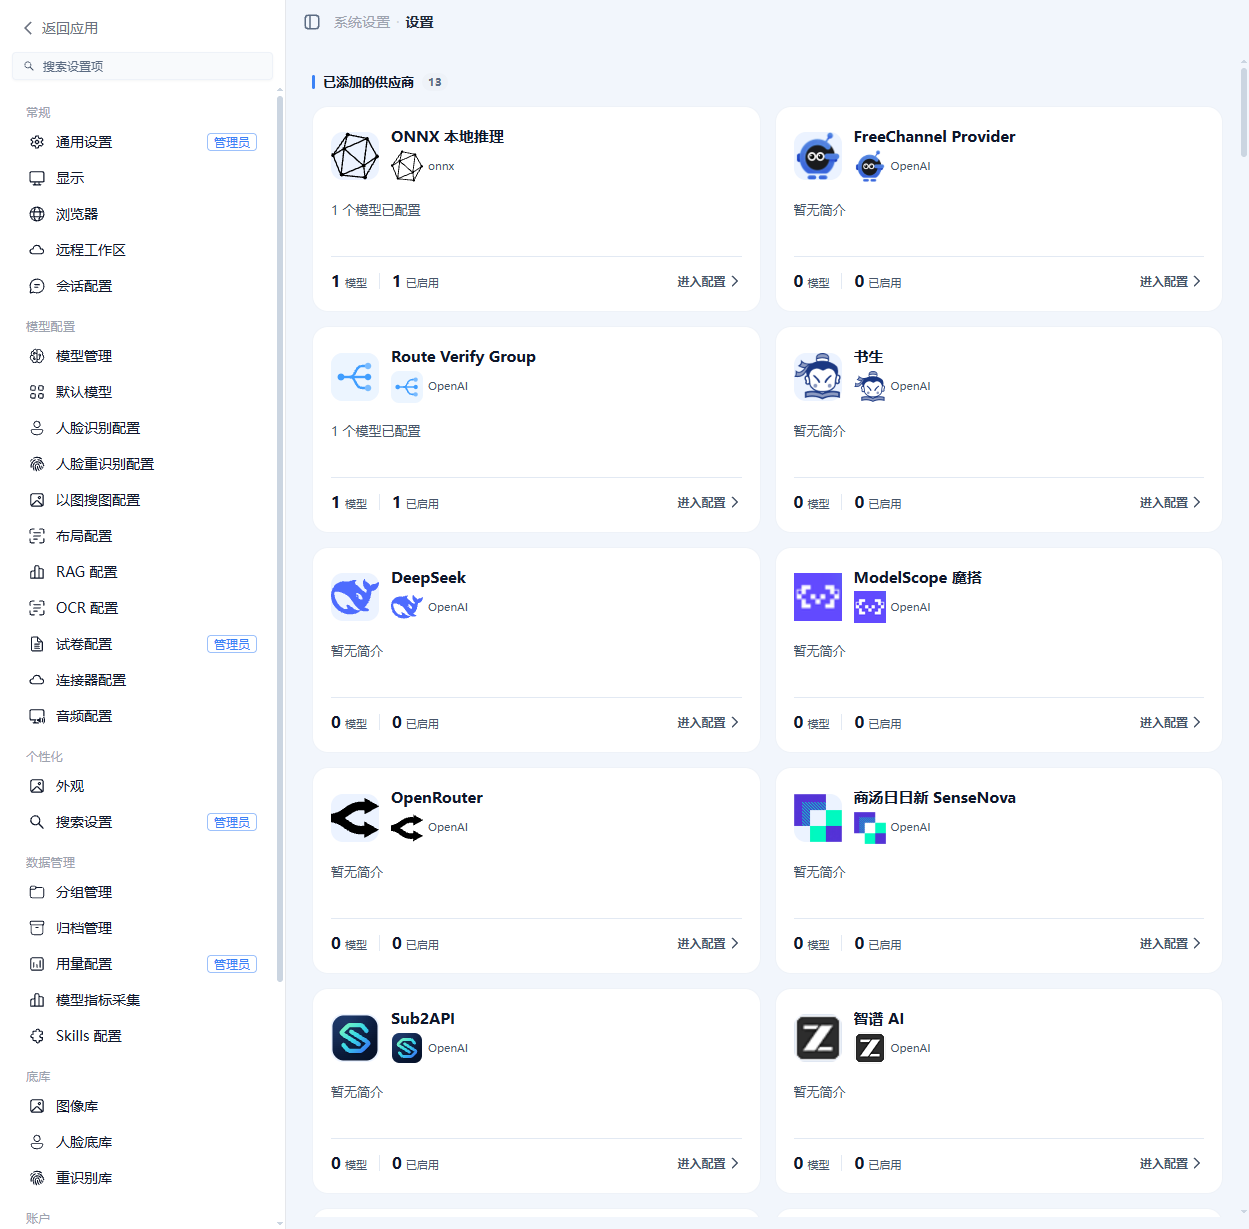 返回应用
搜索设置项
常规
通用设置 管理员
显示
浏览器
远程工作区
会话配置
模型配置
模型管理
默认模型
人脸识别配置
人脸重识别配置
以图搜图配置
布局配置
RAG 配置
OCR 配置
试卷配置 管理员
连接器配置
音频配置
个性化
外观
搜索设置 管理员
数据管理
分组管理
归档管理
用量配置 管理员
模型指标采集
Skills 配置
底库
图像库
人脸底库
重识别库
账户
系统设置 · 设置
已添加的供应商 13
ONNX 本地推理
onnx
1 个模型已配置
1 模型 1 已启用 进入配置
FreeChannel Provider
OpenAI
暂无简介
0 模型 0 已启用 进入配置
Route Verify Group
OpenAI
1 个模型已配置
1 模型 1 已启用 进入配置
书生
OpenAI
暂无简介
0 模型 0 已启用 进入配置
DeepSeek
OpenAI
暂无简介
0 模型 0 已启用 进入配置
ModelScope 魔搭
OpenAI
暂无简介
0 模型 0 已启用 进入配置
OpenRouter
OpenAI
暂无简介
0 模型 0 已启用 进入配置
商汤日日新 SenseNova
OpenAI
暂无简介
0 模型 0 已启用 进入配置
Sub2API
OpenAI
暂无简介
0 模型 0 已启用 进入配置
智谱 AI
OpenAI
暂无简介
0 模型 0 已启用 进入配置